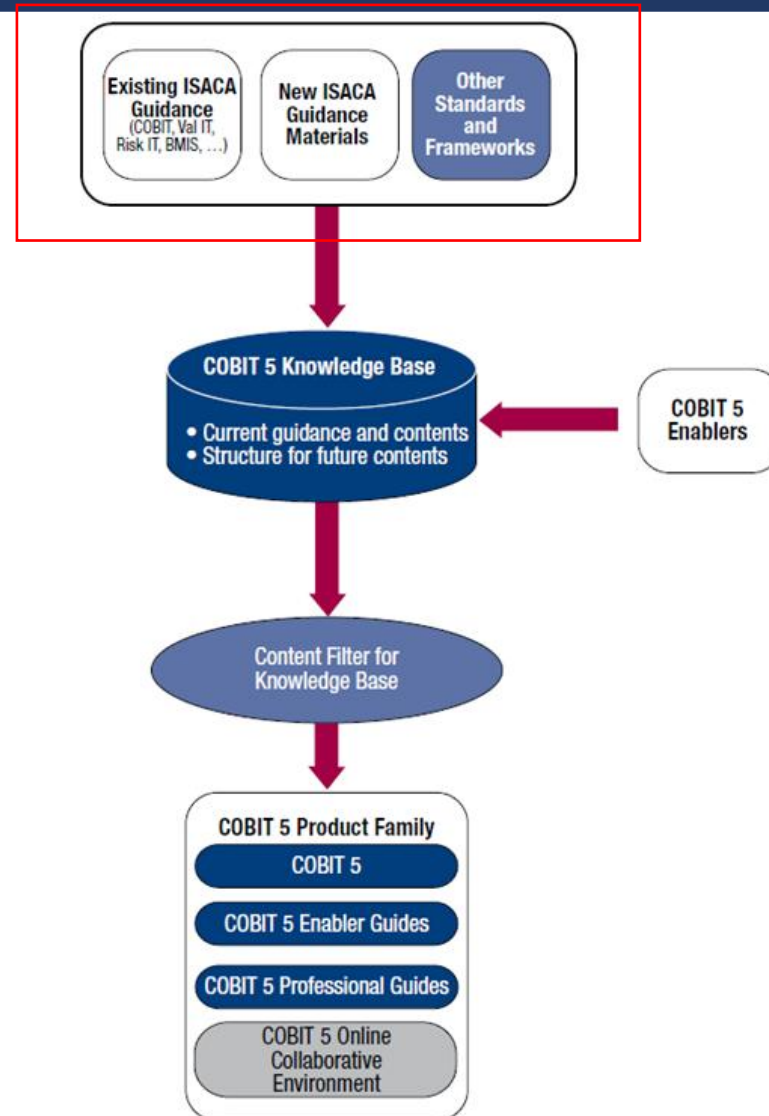 Existing ISACA
Guidance
(COBIT, Val IT,
Risk IT, BMIS, …)
New ISACA
Guidance
Materials
Other
Standards
and
Frameworks
COBIT 5 Knowledge Base
• Current guidance and contents
• Structure for future contents
COBIT 5
Enablers
Content Filter for
Knowledge Base
COBIT 5 Product Family
COBIT 5
COBIT 5 Enabler Guides
COBIT 5 Professional Guides
COBIT 5 Online
Collaborative
Environment